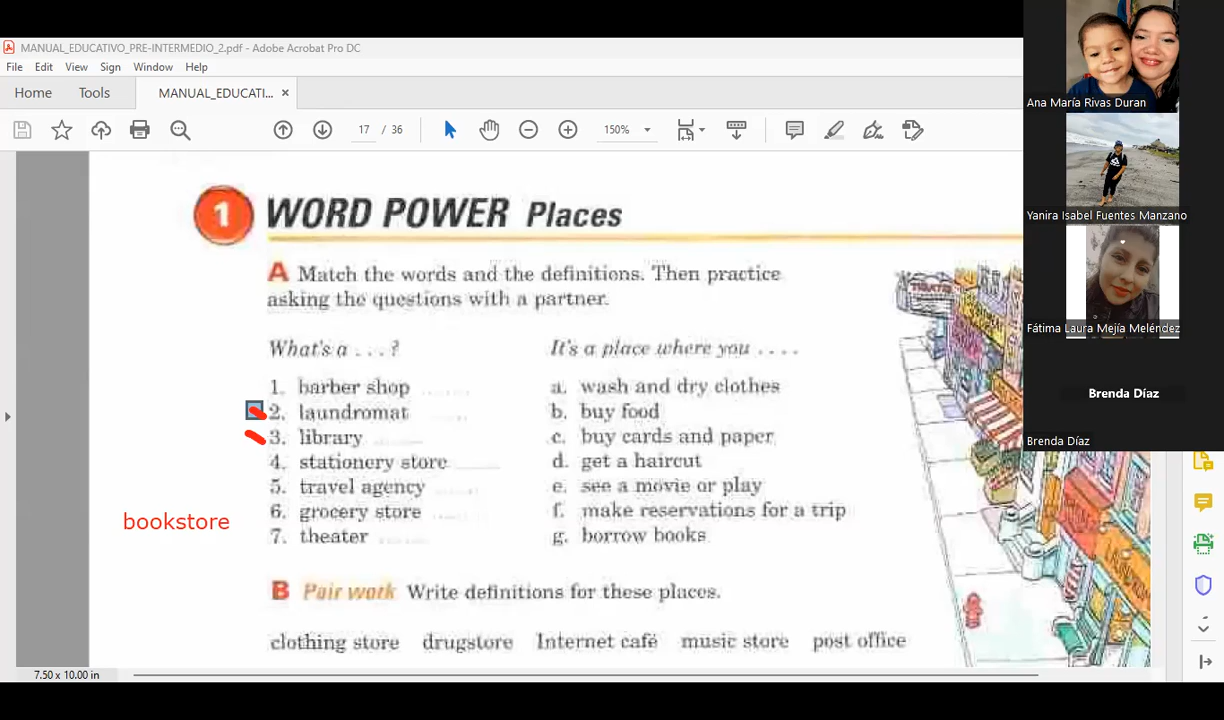 MANUAL_EDUCATIVO_PRE-INTERMEDIO_2.pdf - Adobe Acrobat Pro DC
File Edit View Sign Window Help
Home Tools MANUAL_EDUCATI... ×
17 / 36 150%
1 WORD POWER Places
A Match the words and the definitions. Then practice
asking the questions with a partner.
What's a . . . ? It's a place where you . . . .
1. barber shop ........ a. wash and dry clothes
2. laundromat ........ b. buy food
3. library ........ c. buy cards and paper
4. stationery store ........ d. get a haircut
5. travel agency ........ e. see a movie or play
6. grocery store ........ f. make reservations for a trip
7. theater ........ g. borrow books
bookstore
B Pair work Write definitions for these places.
clothing store drugstore Internet café music store post office
7.50 x 10.00 in
THEATER
Ana María Rivas Duran
Yanira Isabel Fuentes Manzano
Fátima Laura Mejía Meléndez
Brenda Díaz
Brenda Díaz